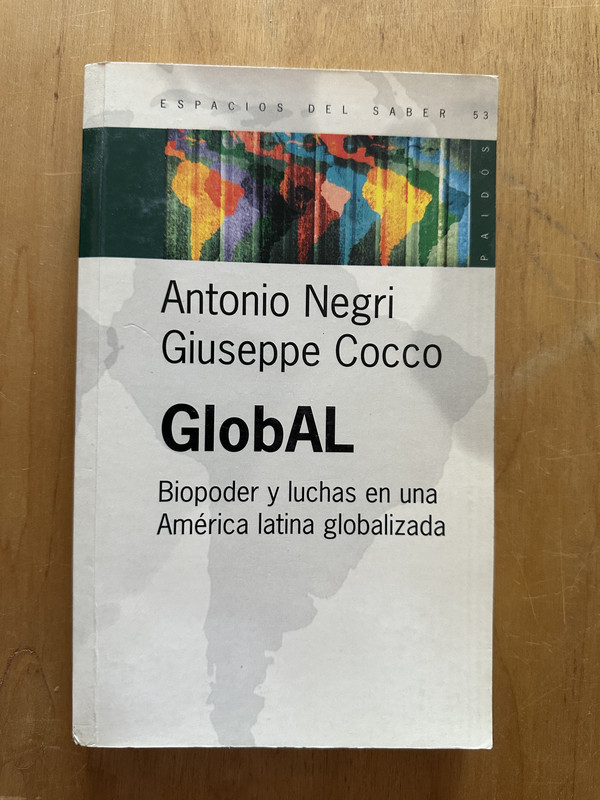 ESPACIOS DEL SABER 53
PAIDÓS
Antonio Negri
Giuseppe Cocco
GlobAL
Biopoder y luchas en una
América latina globalizada